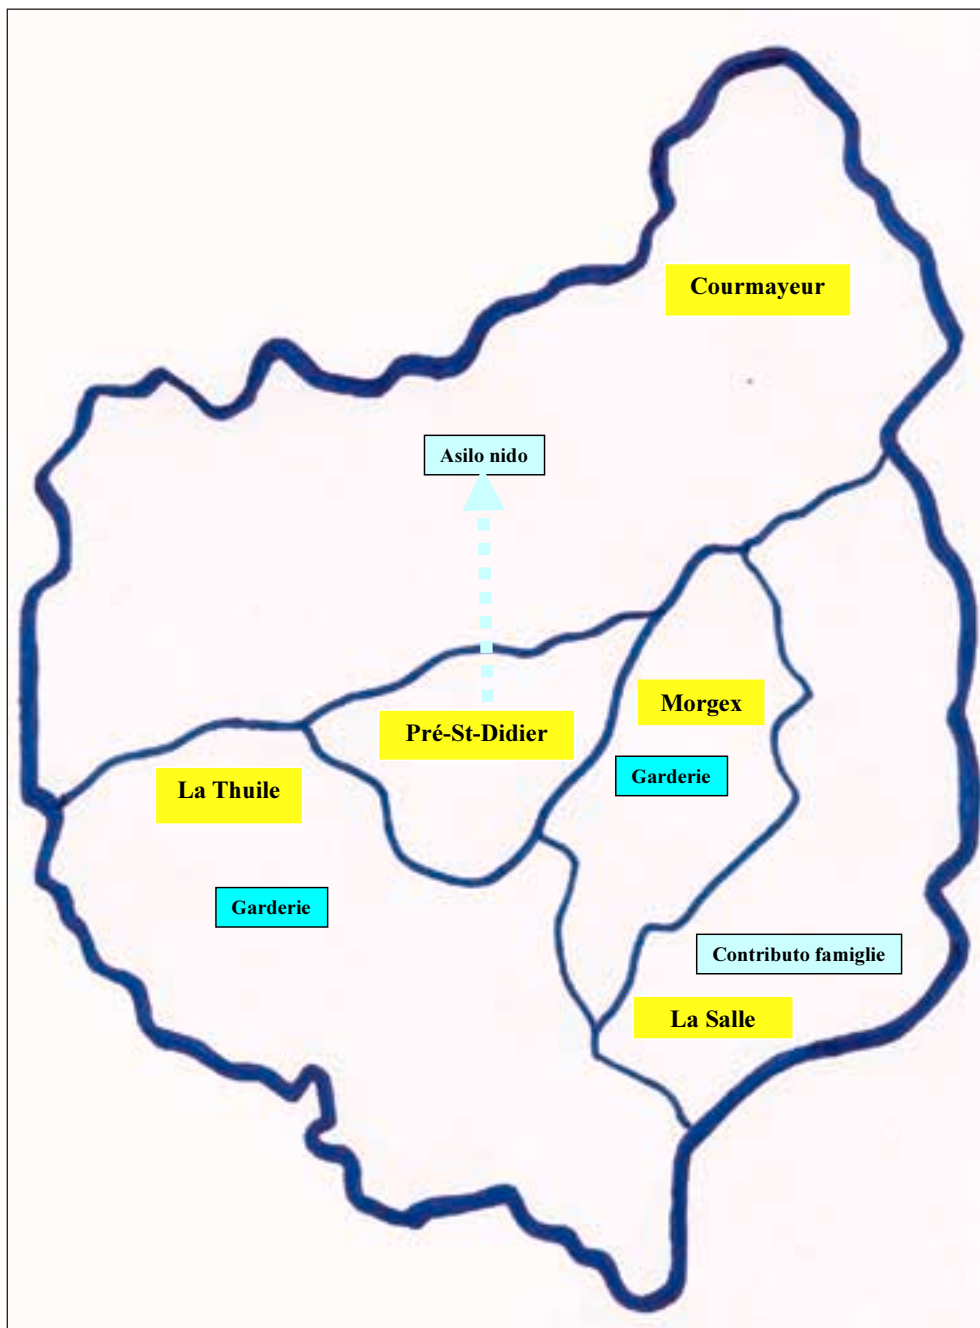 Courmayeur
Asilo nido
Morgex
Pré-St-Didier
Garderie
La Thuile
Garderie
Contributo famiglie
La Salle